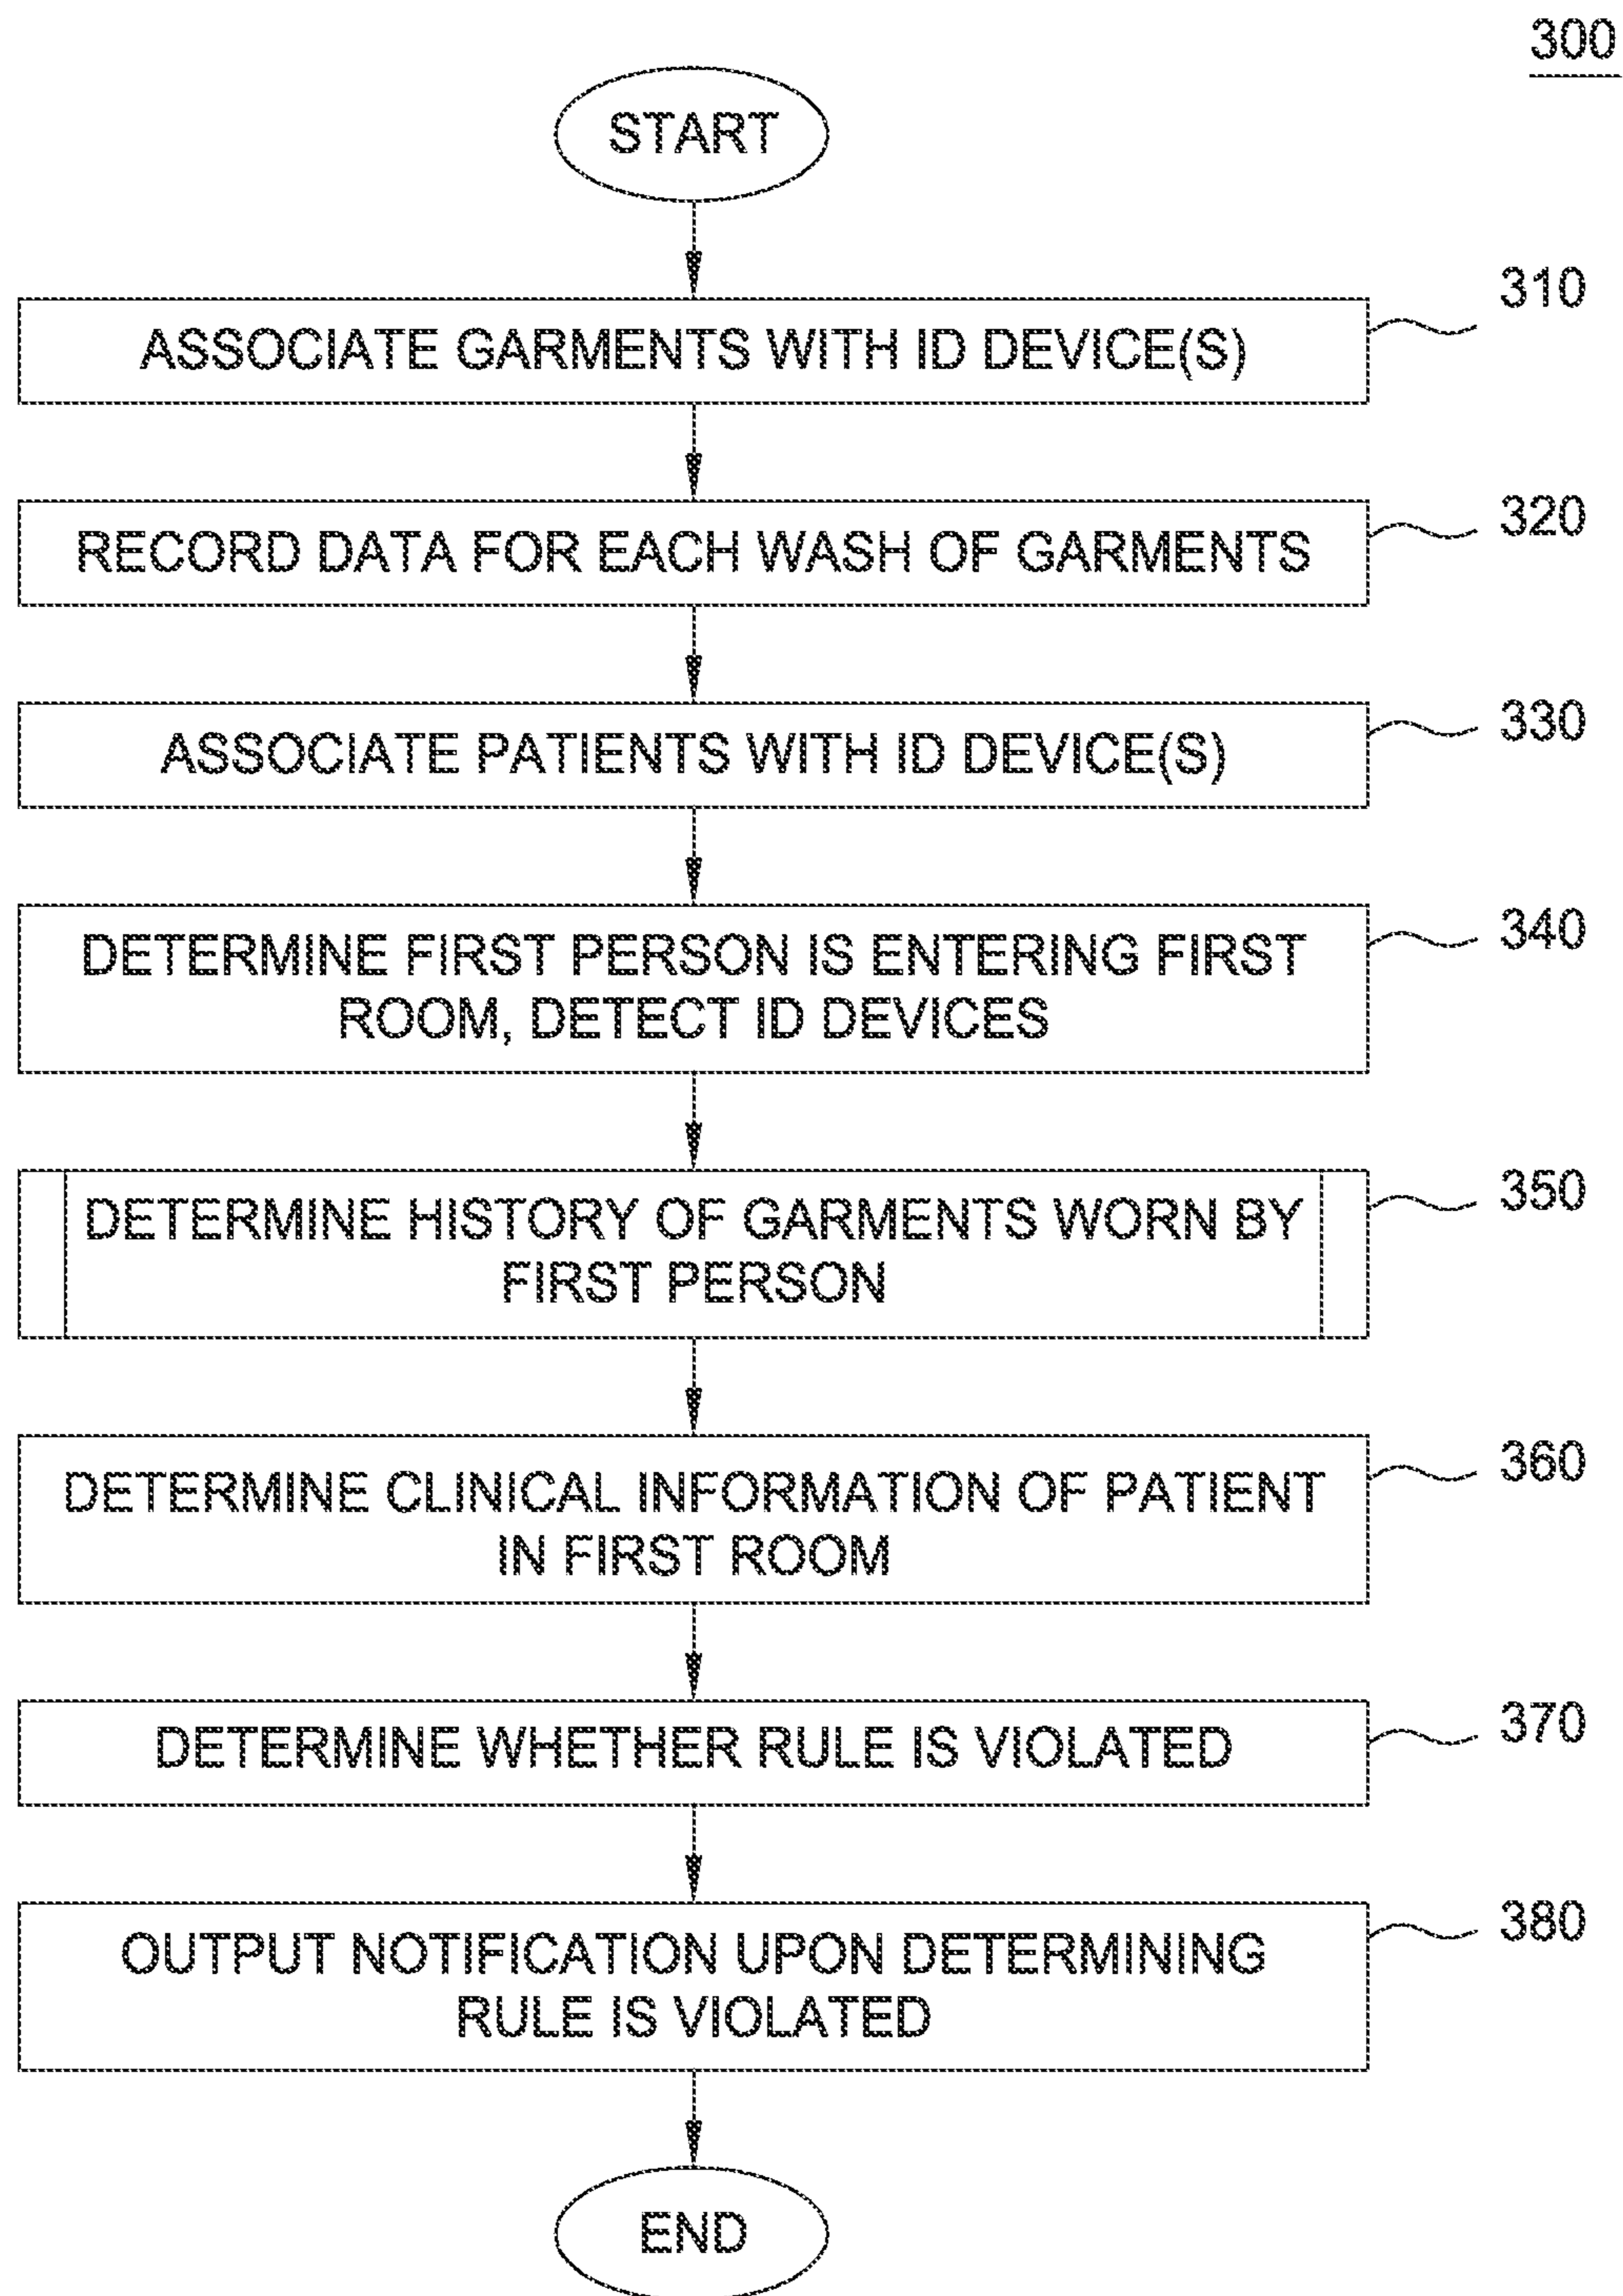 300
START
310
ASSOCIATE GARMENTS WITH ID DEVICE(S)
320
RECORD DATA FOR EACH WASH OF GARMENTS
330
ASSOCIATE PATIENTS WITH ID DEVICE(S)
340
DETERMINE FIRST PERSON IS ENTERING FIRST
ROOM, DETECT ID DEVICES
350
DETERMINE HISTORY OF GARMENTS WORN BY
FIRST PERSON
360
DETERMINE CLINICAL INFORMATION OF PATIENT
IN FIRST ROOM
370
DETERMINE WHETHER RULE IS VIOLATED
380
OUTPUT NOTIFICATION UPON DETERMINING
RULE IS VIOLATED
END